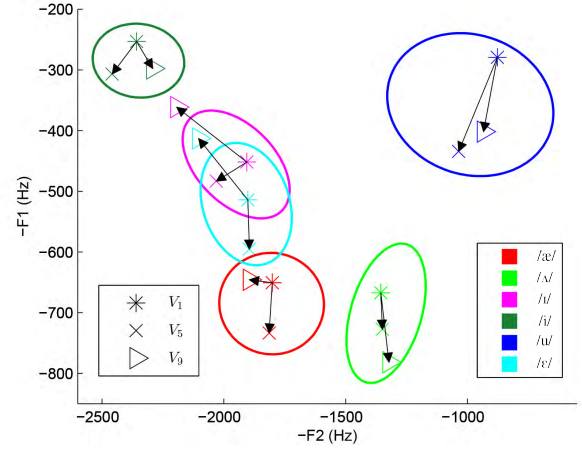 −200
−300
−400
−500
−600
−700
−800
−F1 (Hz)
−2500
−2000
−1500
−1000
−F2 (Hz)
V1
V5
V9
/æ/
/ʌ/
/ɪ/
/i/
/u/
/ɛ/